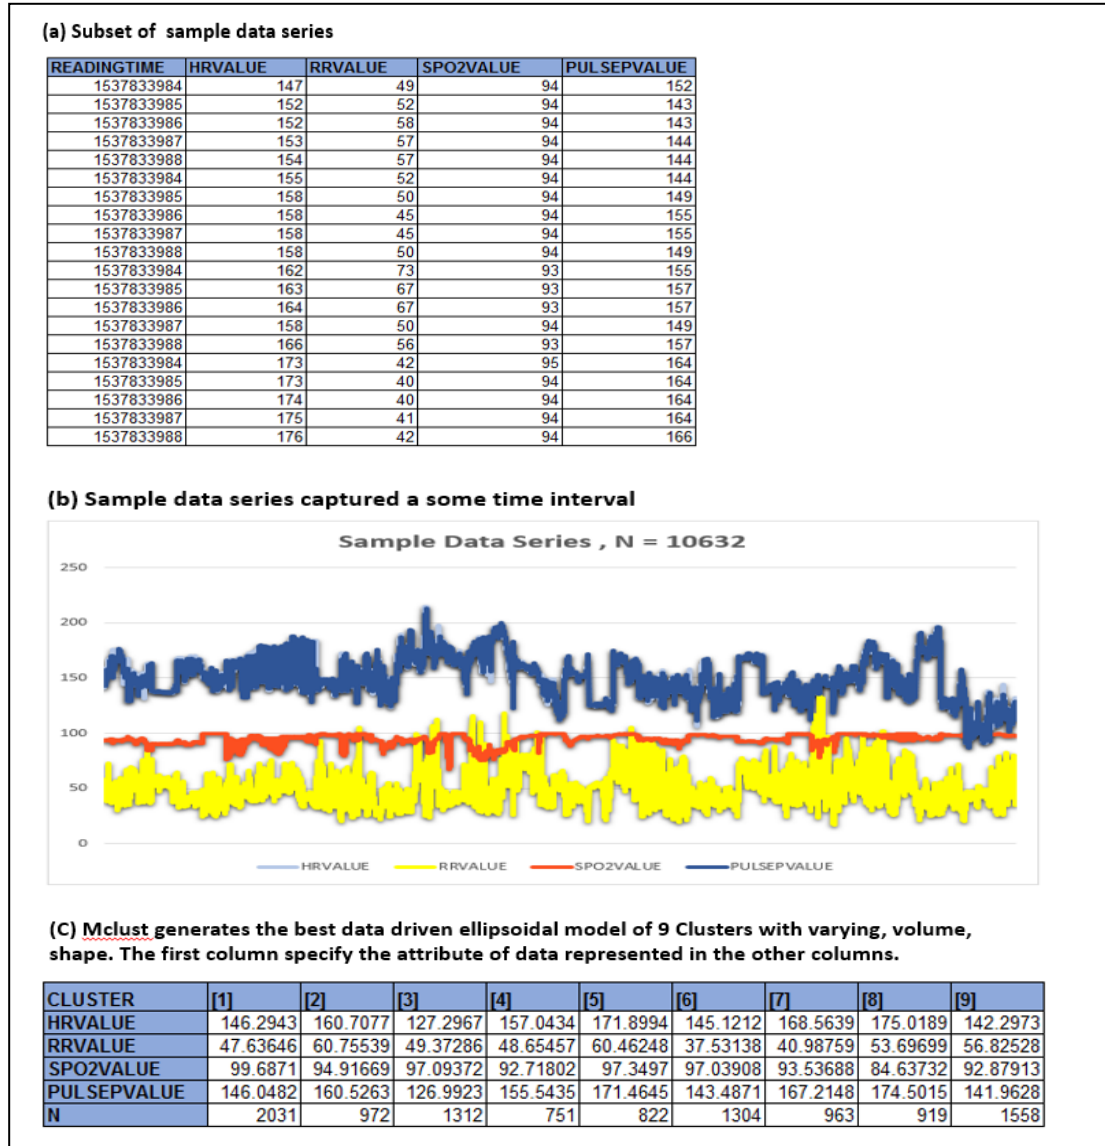 (a) Subset of sample data series
READINGTIME HRVALUE RRVALUE SPO2VALUE PULSEPVALUE
1537833984 147 49 94 152
1537833985 152 52 94 143
1537833986 152 58 94 143
1537833987 153 57 94 144
1537833988 154 57 94 144
1537833984 155 52 94 144
1537833985 158 50 94 149
1537833986 158 45 94 155
1537833987 158 45 94 155
1537833988 158 50 94 149
1537833984 162 73 93 155
1537833985 163 67 93 157
1537833986 164 67 93 157
1537833987 158 50 94 149
1537833988 166 56 93 157
1537833984 173 42 95 164
1537833985 173 40 94 164
1537833986 174 40 94 164
1537833987 175 41 94 164
1537833988 176 42 94 166
(b) Sample data series captured a some time interval
Sample Data Series , N = 10632
250
200
150
100
50
0
HRVALUE RRVALUE SPO2VALUE PULSEPVALUE
(C) Mclust generates the best data driven ellipsoidal model of 9 Clusters with varying, volume,
shape. The first column specify the attribute of data represented in the other columns.
CLUSTER [1] [2] [3] [4] [5] [6] [7] [8] [9]
HRVALUE 146.2943 160.7077 127.2967 157.0434 171.8994 145.1212 168.5639 175.0189 142.2973
RRVALUE 47.63646 60.75539 49.37286 48.65457 60.46248 37.53138 40.98759 53.69699 56.82528
SPO2VALUE 99.6871 94.91669 97.09372 92.71802 97.3497 97.03908 93.53688 84.63732 92.87913
PULSEPVALUE 146.0482 160.5263 126.9923 155.5435 171.4645 143.4871 167.2148 174.5015 141.9628
N 2031 972 1312 751 822 1304 963 919 1558